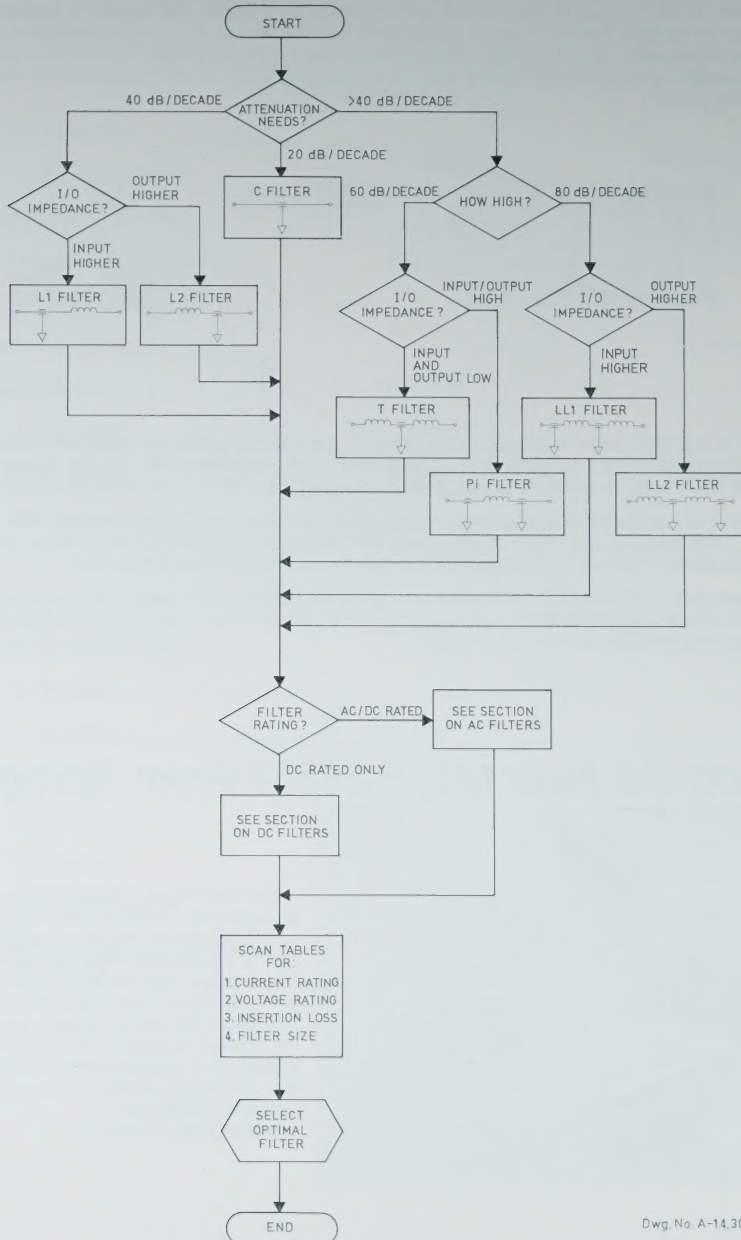 START
40 dB/DECADE
ATTENUATION
NEEDS?
>40 dB/DECADE
20 dB/DECADE
I/O
IMPEDANCE?
OUTPUT
HIGHER
INPUT
HIGHER
C FILTER
60 dB/DECADE
HOW HIGH?
80 dB/DECADE
L1 FILTER
L2 FILTER
I/O
IMPEDANCE?
INPUT/OUTPUT
HIGH
INPUT
AND
OUTPUT LOW
I/O
IMPEDANCE?
OUTPUT
HIGHER
INPUT
HIGHER
T FILTER
LL1 FILTER
Pi FILTER
LL2 FILTER
FILTER
RATING?
AC/DC RATED
SEE SECTION
ON AC FILTERS
DC RATED ONLY
SEE SECTION
ON DC FILTERS
SCAN TABLES
FOR:
1. CURRENT RATING
2. VOLTAGE RATING
3. INSERTION LOSS
4. FILTER SIZE
SELECT
OPTIMAL
FILTER
END
Dwg. No. A-14,30